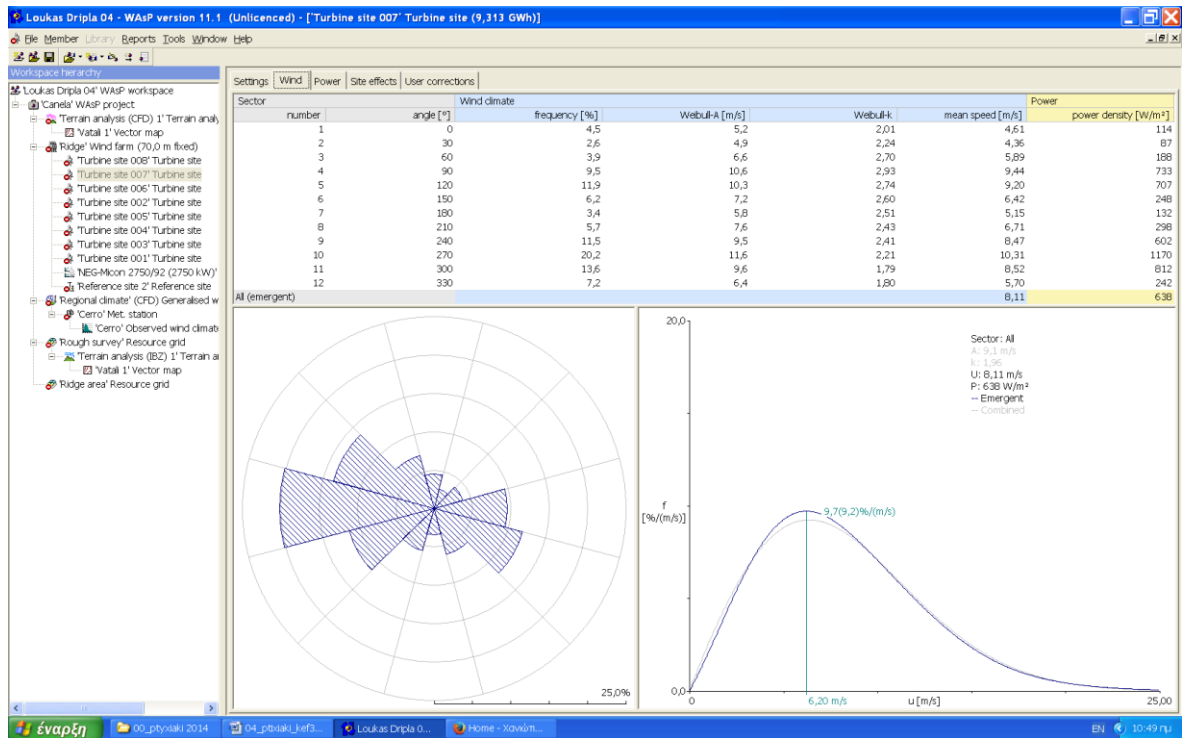 Loukas Dripla 04 - WAsP version 11.1 (Unlicenced) - ['Turbine site 007' Turbine site (9,313 GWh)]
File Member Library Reports Tools Window Help
Workspace hierarchy
'Loukas Dripla 04' WAsP workspace
'Canela' WAsP project
'Terrain analysis (CFD) 1' Terrain analy
'Vatali 1' Vector map
'Ridge' Wind farm (70,0 m fixed)
'Turbine site 008' Turbine site
'Turbine site 007' Turbine site
'Turbine site 006' Turbine site
'Turbine site 002' Turbine site
'Turbine site 005' Turbine site
'Turbine site 004' Turbine site
'Turbine site 003' Turbine site
'Turbine site 001' Turbine site
'NEG-Micon 2750/92 (2750 kW)'
'Reference site 2' Reference site
'Regional climate' (CFD) Generalised w
'Cerro' Met. station
'Cerro' Observed wind climat
'Rough survey' Resource grid
'Terrain analysis (IBZ) 1' Terrain a
'Vatali 1' Vector map
'Ridge area' Resource grid
Settings Wind Power Site effects User corrections
Sector Wind climate Power
number angle [°] frequency [%] Weibull-A [m/s] Weibull-k mean speed [m/s] power density [W/m²]
1 0 4,5 5,2 2,01 4,61 114
2 30 2,6 4,9 2,24 4,36 87
3 60 3,9 6,6 2,70 5,89 188
4 90 9,5 10,6 2,93 9,44 733
5 120 11,9 10,3 2,74 9,20 707
6 150 6,2 7,2 2,60 6,42 248
7 180 3,4 5,8 2,51 5,15 132
8 210 5,7 7,6 2,43 6,71 298
9 240 11,5 9,5 2,41 8,47 602
10 270 20,2 11,6 2,21 10,31 1170
11 300 13,6 9,6 1,79 8,52 812
12 330 7,2 6,4 1,80 5,70 242
All (emergent) 8,11 638
25,0%
20,0
Sector: All
A: 9,1 m/s
k: 1,96
U: 8,11 m/s
P: 638 W/m²
-- Emergent
-- Combined
f
[%/(m/s)]
9,7(9,2)%/(m/s)
0,0
0 6,20 m/s u [m/s] 25,00
έναρξη 00_ptyxiaki 2014 04_ptixiaki_kef3... Loukas Dripla 0... Home - Χανιώτι... EN 10:49 πμ